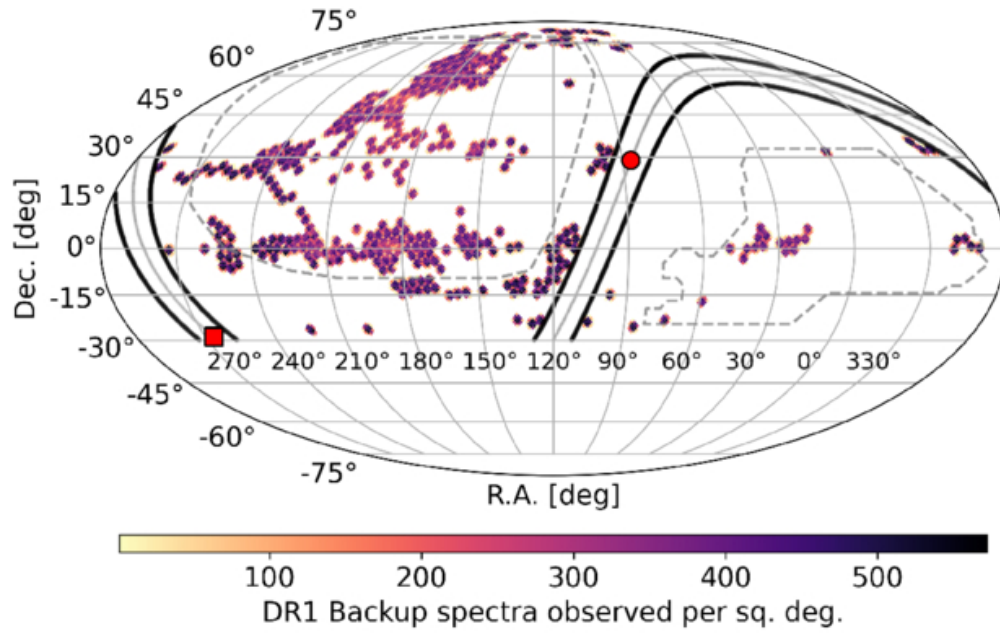 75°
60°
45°
30°
15°
0°
-15°
-30°
-45°
-60°
-75°
Dec. [deg]
270° 240° 210° 180° 150° 120° 90° 60° 30° 0° 330°
R.A. [deg]
100 200 300 400 500
DR1 Backup spectra observed per sq. deg.